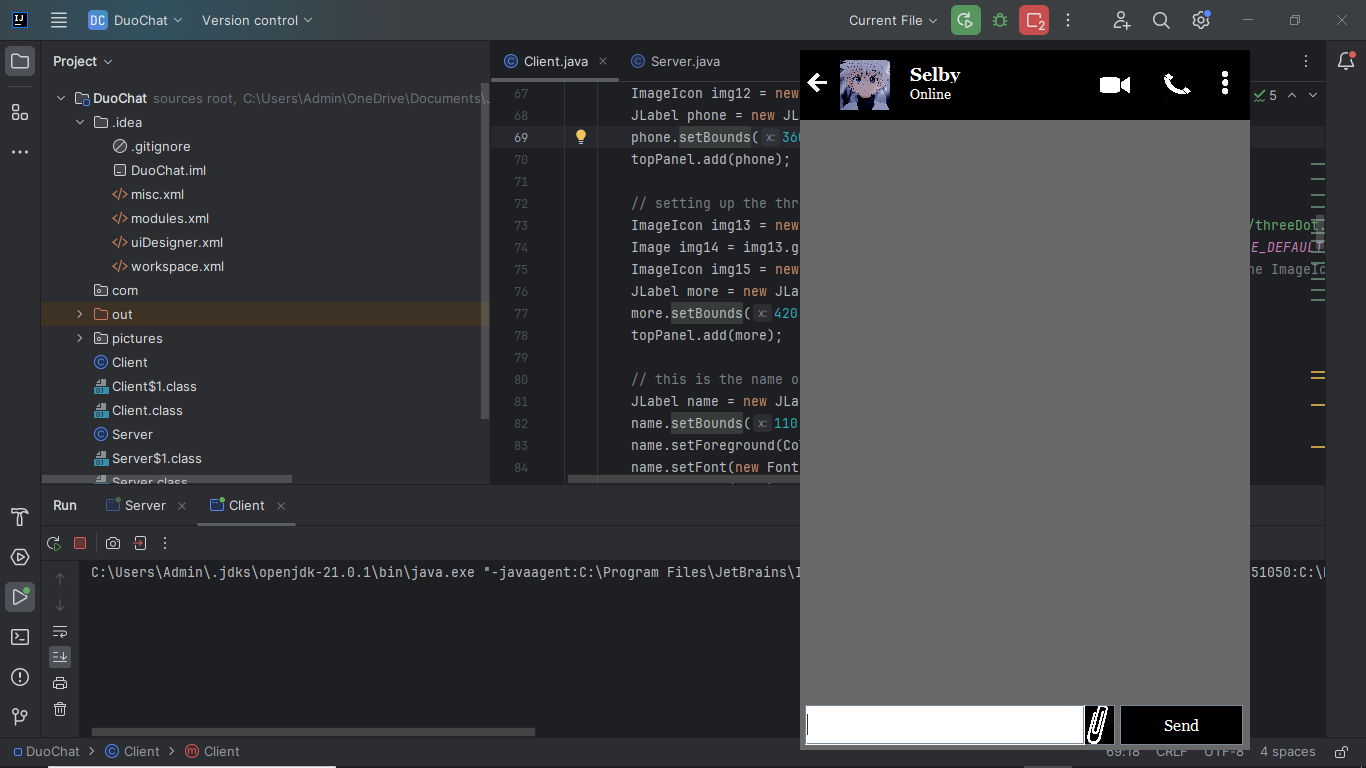 DC DuoChat Version control Current File 2
Project
DuoChat sources root, C:\Users\Admin\OneDrive\Documents\
.idea
.gitignore
DuoChat.iml
misc.xml
modules.xml
uiDesigner.xml
workspace.xml
com
out
pictures
Client
Client$1.class
Client.class
Server
Server$1.class
Server.class
Client.java Server.java
5
67 ImageIcon img12 = new
68 JLabel phone = new JL
69 phone.setBounds( x: 36
70 topPanel.add(phone);
71
72 // setting up the thr
73 ImageIcon img13 = new /threeDot.
74 Image img14 = img13.g E_DEFAULT
75 ImageIcon img15 = new he ImageIc
76 JLabel more = new JLa
77 more.setBounds( x: 420
78 topPanel.add(more);
79
80 // this is the name o
81 JLabel name = new JLa
82 name.setBounds( x: 110
83 name.setForeground(Co
84 name.setFont(new Font
Selby
Online
Send
Run Server Client
C:\Users\Admin\.jdks\openjdk-21.0.1\bin\java.exe "-javaagent:C:\Program Files\JetBrains\I 51050:C:\
DuoChat Client Client 69:18 CRLF UTF-8 4 spaces